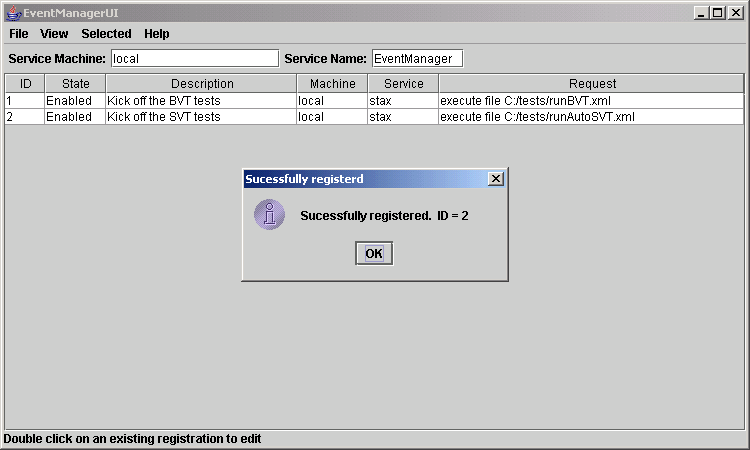 EventManagerUI
File View Selected Help
Service Machine: local Service Name: EventManager
ID State Description Machine Service Request
1 Enabled Kick off the BVT tests local stax execute file C:/tests/runBVT.xml
2 Enabled Kick off the SVT tests local stax execute file C:/tests/runAutoSVT.xml
Sucessfully registerd
Sucessfully registered. ID = 2
OK
Double click on an existing registration to edit